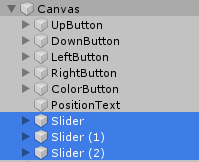 Canvas
UpButton
DownButton
LeftButton
RightButton
ColorButton
PositionText
Slider
Slider (1)
Slider (2)